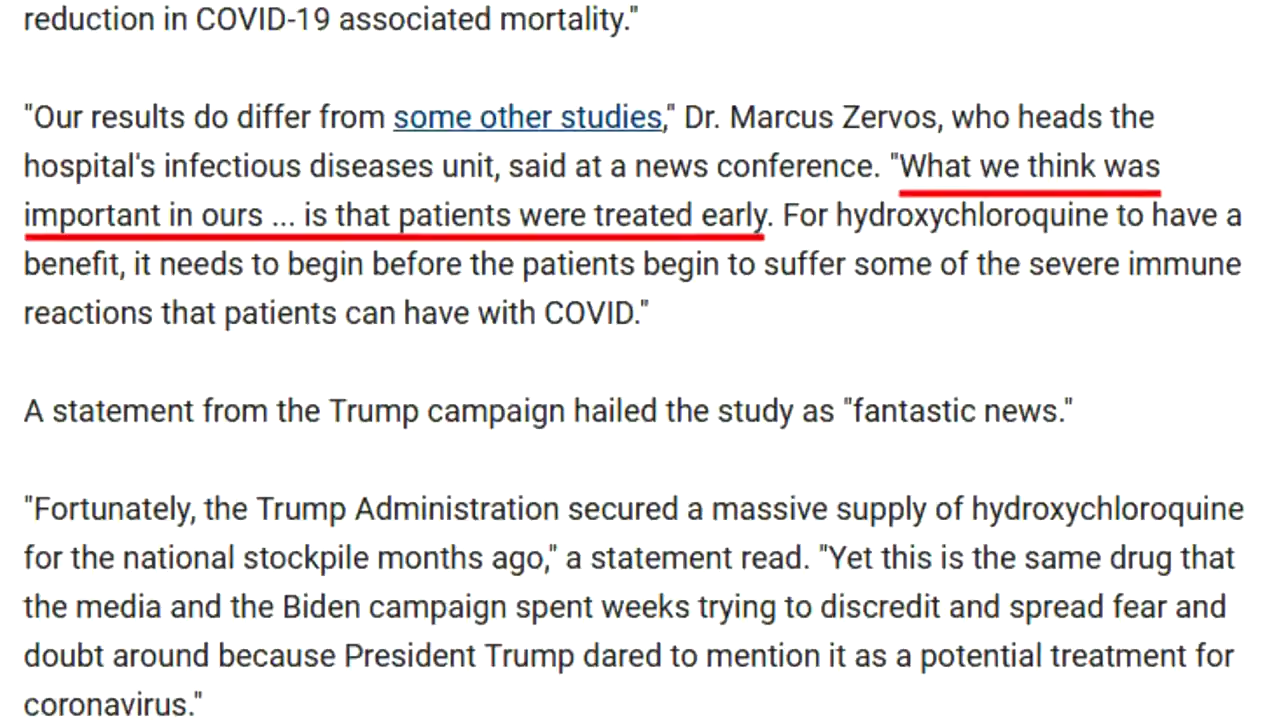 reduction in COVID-19 associated mortality."
"Our results do differ from some other studies," Dr. Marcus Zervos, who heads the
hospital's infectious diseases unit, said at a news conference. "What we think was
important in ours ... is that patients were treated early. For hydroxychloroquine to have a
benefit, it needs to begin before the patients begin to suffer some of the severe immune
reactions that patients can have with COVID."
A statement from the Trump campaign hailed the study as "fantastic news."
"Fortunately, the Trump Administration secured a massive supply of hydroxychloroquine
for the national stockpile months ago," a statement read. "Yet this is the same drug that
the media and the Biden campaign spent weeks trying to discredit and spread fear and
doubt around because President Trump dared to mention it as a potential treatment for
coronavirus."